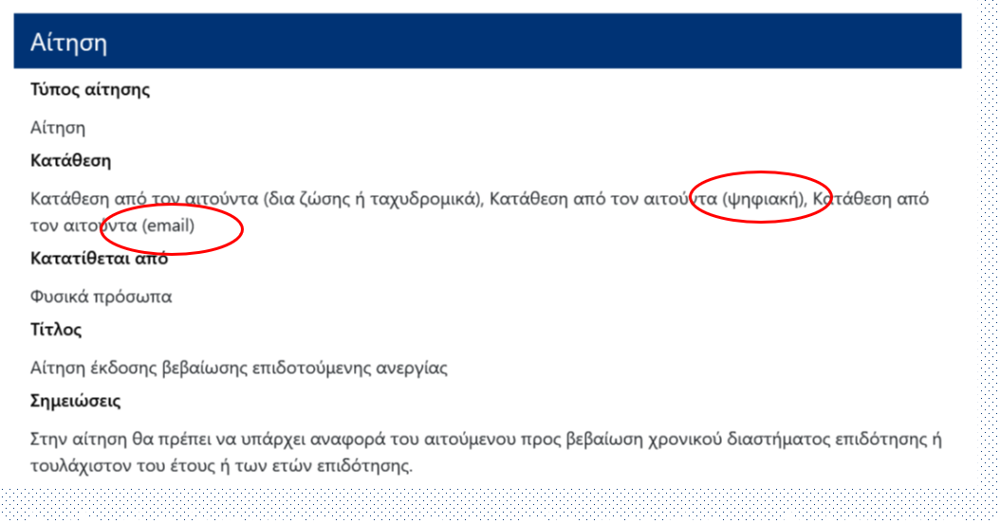 Αίτηση
Τύπος αίτησης
Αίτηση
Κατάθεση
Κατάθεση από τον αιτούντα (δια ζώσης ή ταχυδρομικά), Κατάθεση από τον αιτούντα (ψηφιακή), Κατάθεση από
τον αιτούντα (email)
Κατατίθεται από
Φυσικά πρόσωπα
Τίτλος
Αίτηση έκδοσης βεβαίωσης επιδοτούμενης ανεργίας
Σημειώσεις
Στην αίτηση θα πρέπει να υπάρχει αναφορά του αιτούμενου προς βεβαίωση χρονικού διαστήματος επιδότησης ή
τουλάχιστον του έτους ή των ετών επιδότησης.